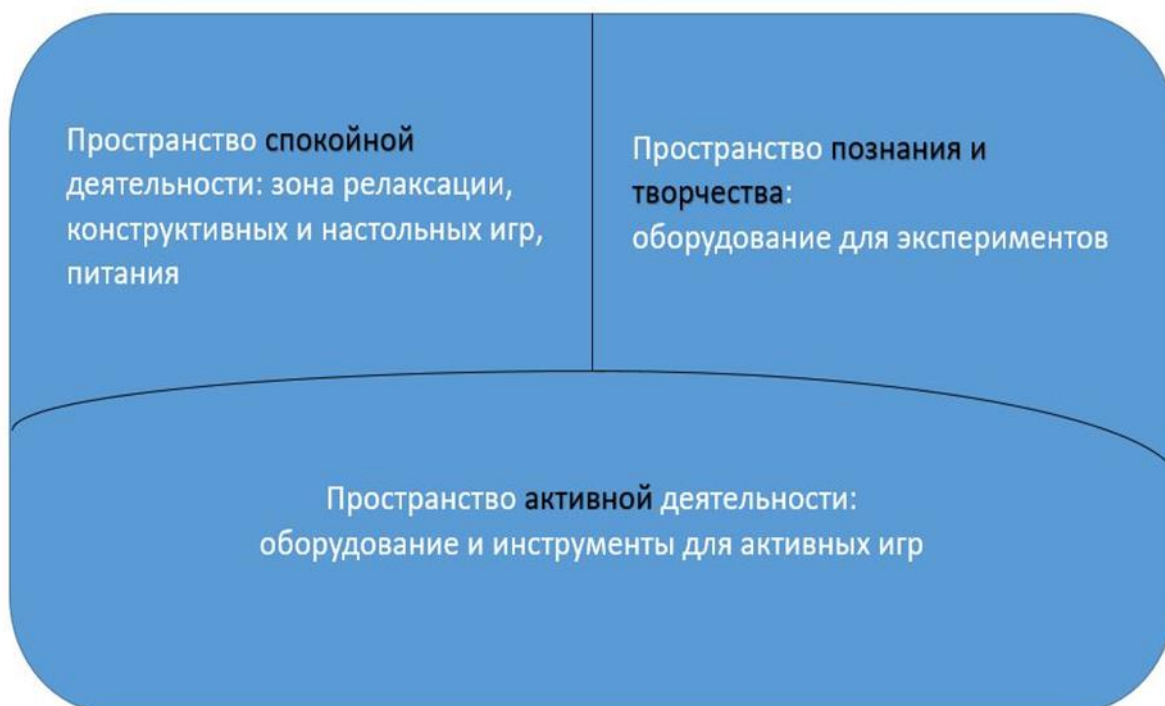 Пространство спокойной
деятельности: зона релаксации,
конструктивных и настольных игр,
питания
Пространство познания и
творчества:
оборудование для экспериментов
Пространство активной деятельности:
оборудование и инструменты для активных игр